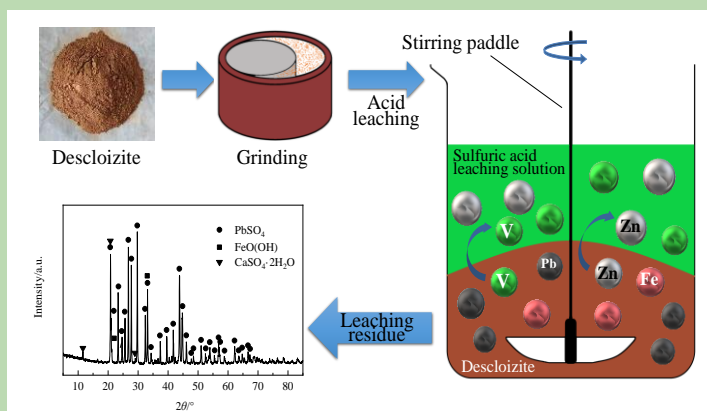 Stirring paddle
Acid
leaching
Descloizite
Grinding
Sulfuric acid
leaching solution
V
Zn
Pb
V
Zn
Fe
Descloizite
Leaching
residue
PbSO₄
FeO(OH)
CaSO₄·2H₂O
Intensity/a.u.
10 20 30 40 50 60 70 80
2θ/°